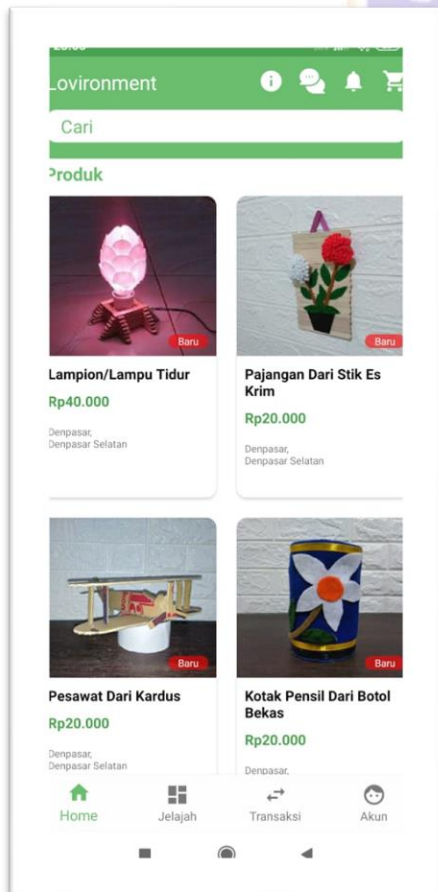 Lovironment
Cari
Produk
Baru
Baru
Lampion/Lampu Tidur
Rp40.000
Denpasar,
Denpasar Selatan
Pajangan Dari Stik Es
Krim
Rp20.000
Denpasar,
Denpasar Selatan
Baru
Baru
Pesawat Dari Kardus
Rp20.000
Denpasar,
Denpasar Selatan
Kotak Pensil Dari Botol
Bekas
Rp20.000
Denpasar,
Home
Jelajah
Transaksi
Akun